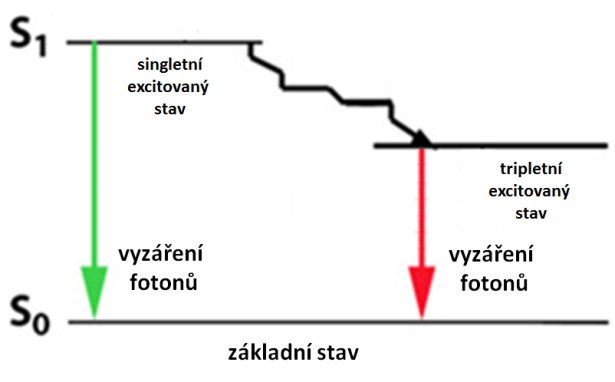 S1
singletní
excitovaný
stav
tripletní
excitovaný
stav
vyzáření
fotonů
vyzáření
fotonů
S0
základní stav